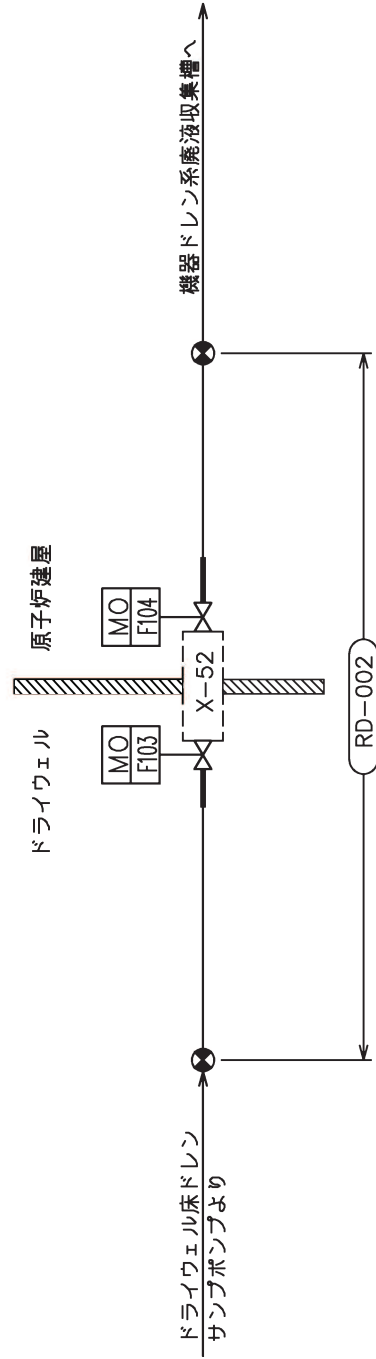 ドライウェル
原子炉建屋
MO
F103
MO
F104
X-52
ドライウェル床ドレン
サンプポンプより
機器ドレン系廃液収集槽へ
RD-002